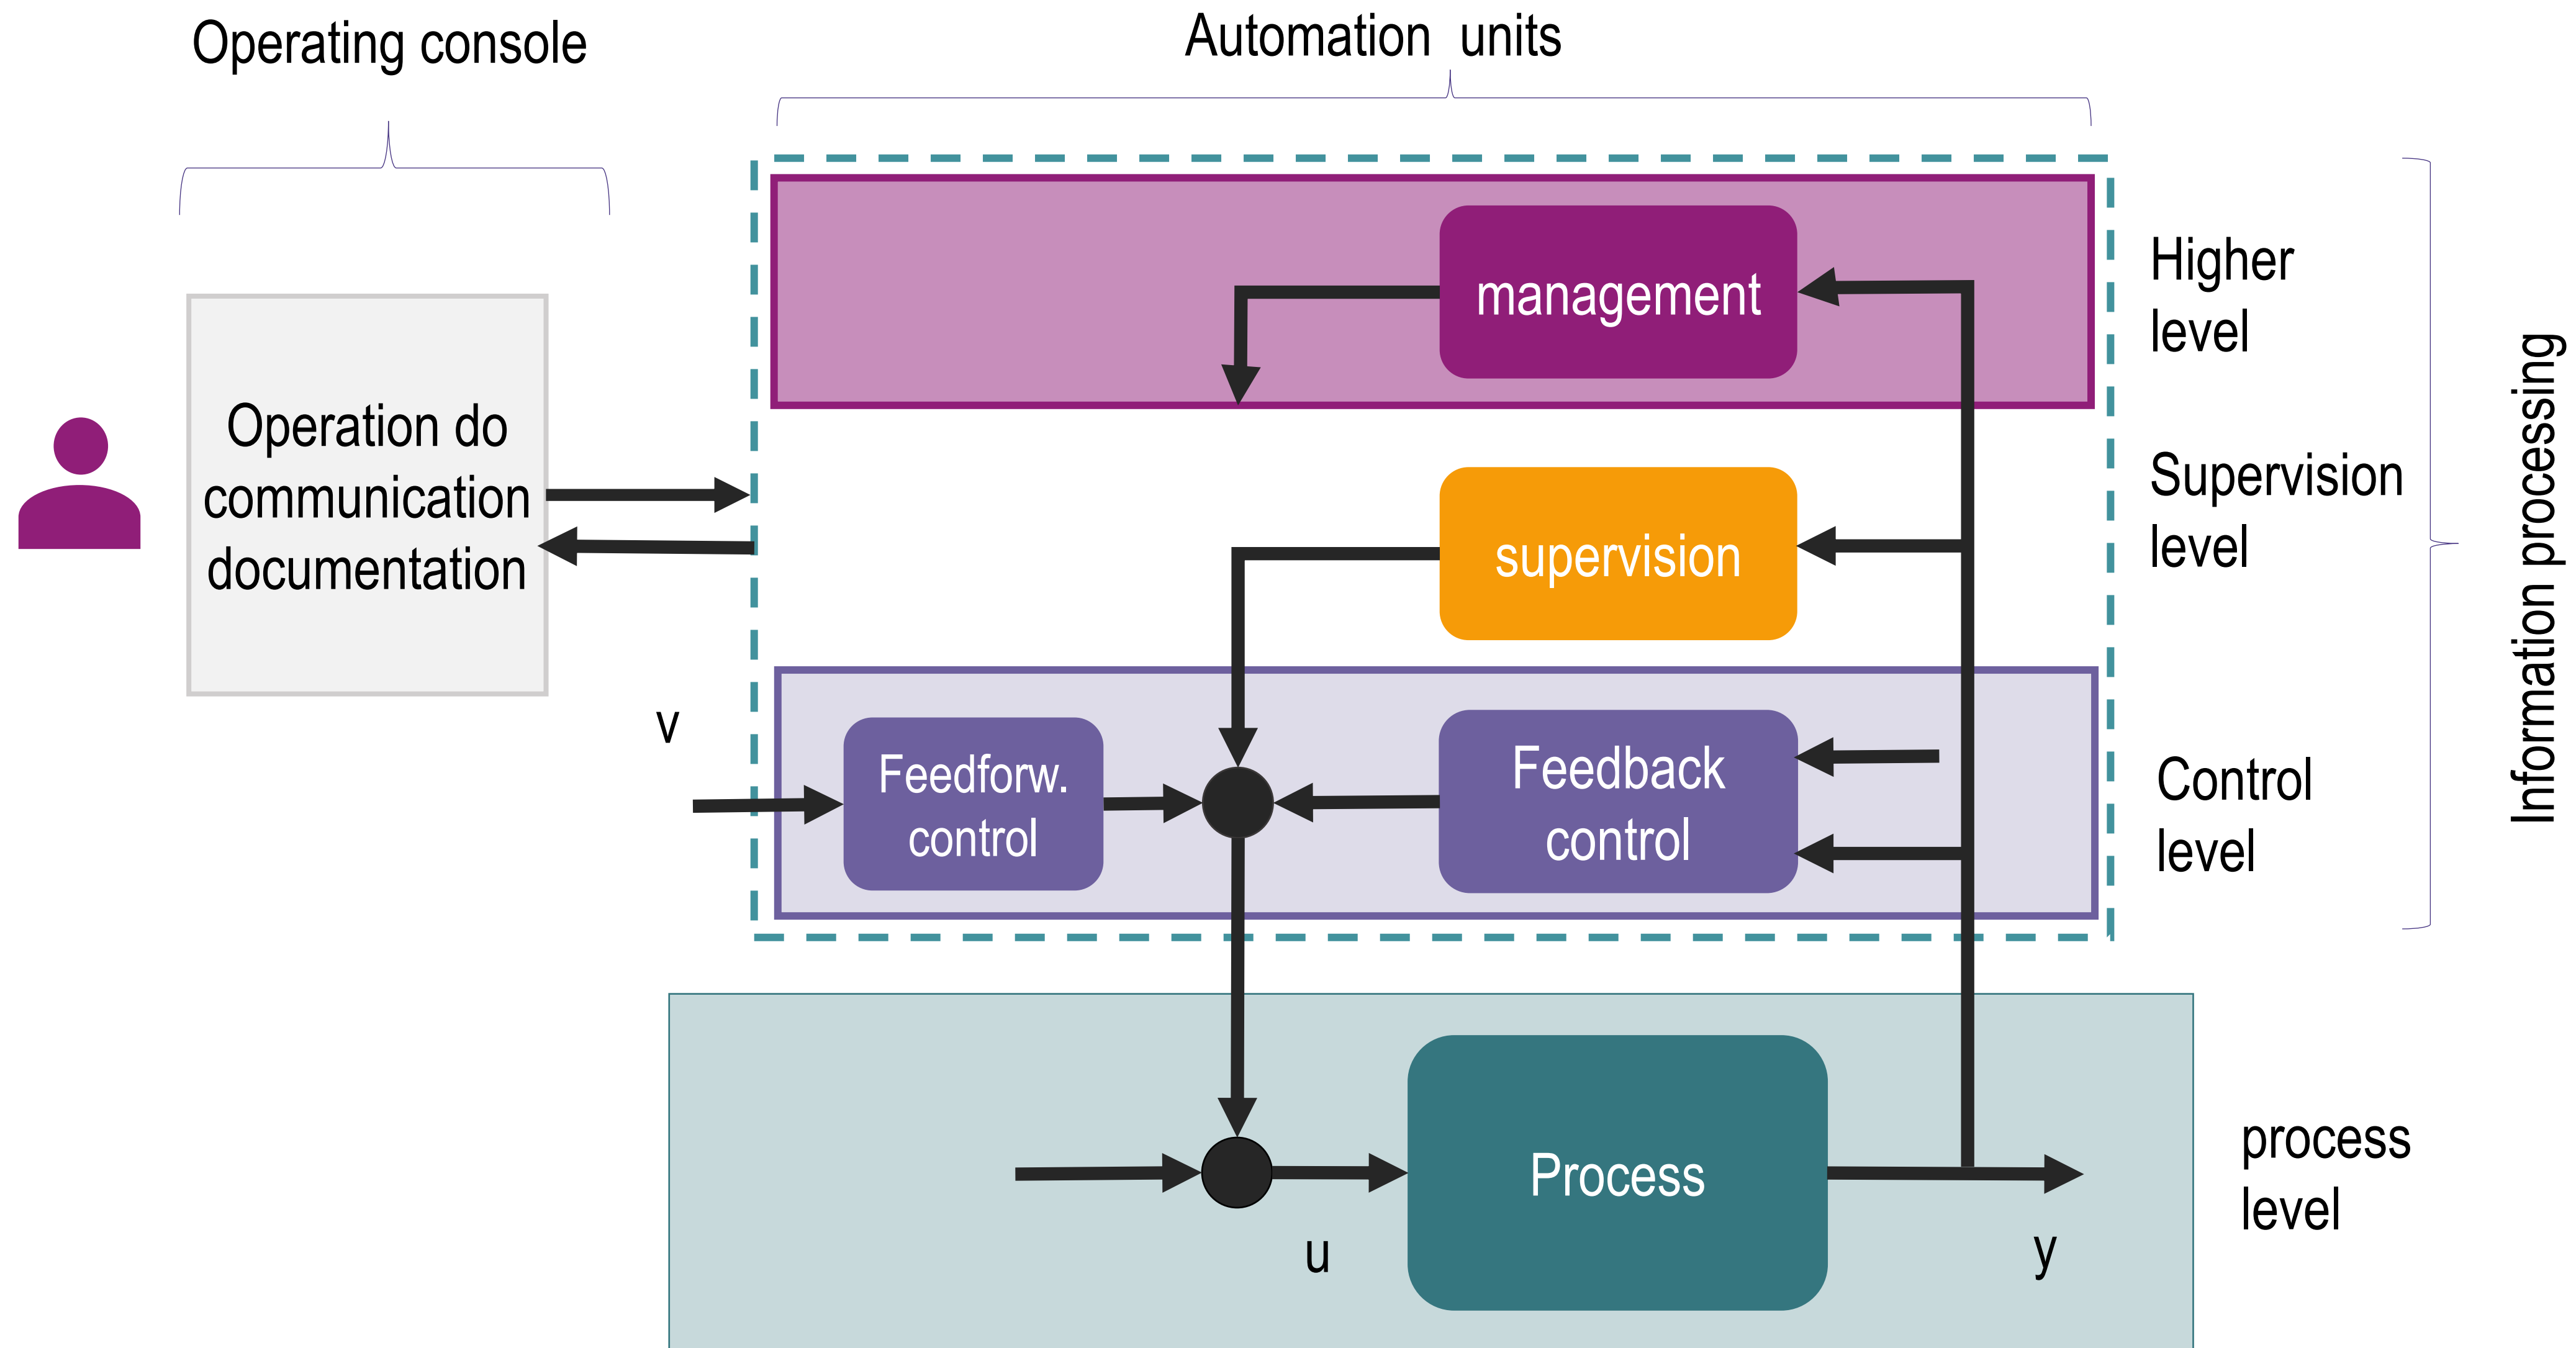 Operating console
Automation units
Higher
level
management
Operation do
communication
documentation
Supervision
level
supervision
Information processing
v
Feedforw.
control
Feedback
control
Control
level
process
level
Process
u
y